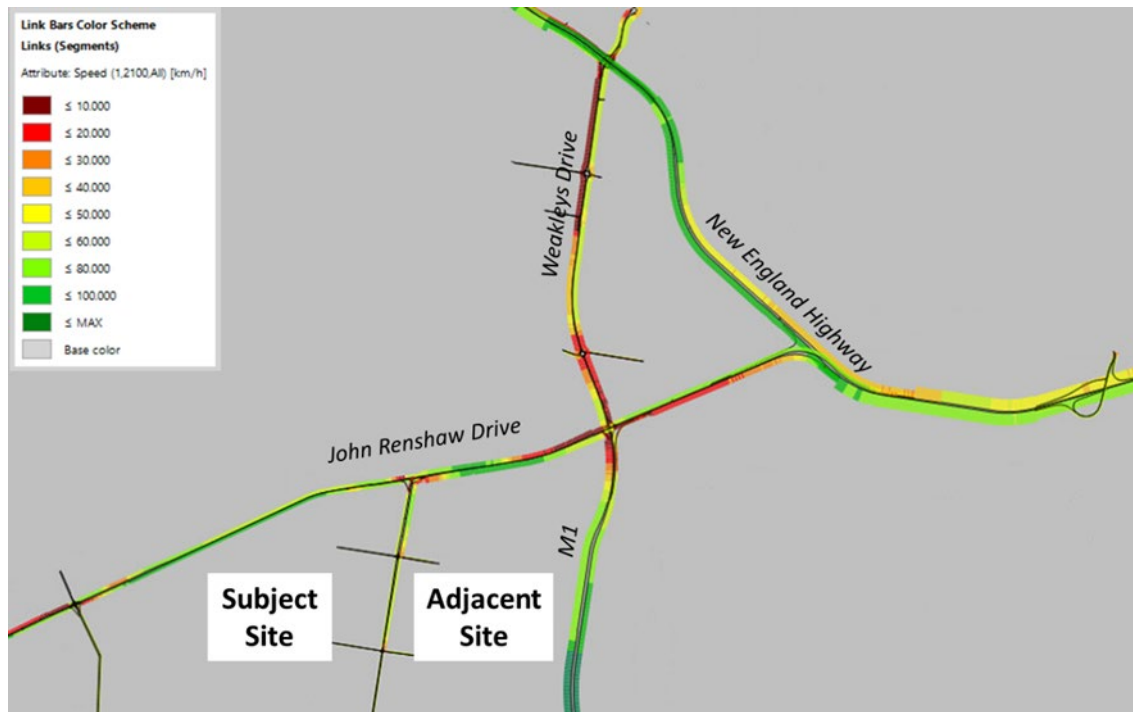 Link Bars Color Scheme
Links (Segments)
Attribute: Speed (1,2100,All) [km/h]
≤ 10.000
≤ 20.000
≤ 30.000
≤ 40.000
≤ 50.000
≤ 60.000
≤ 80.000
≤ 100.000
≤ MAX
Base color
Weakleys Drive
New England Highway
John Renshaw Drive
M1
Subject
Site
Adjacent
Site